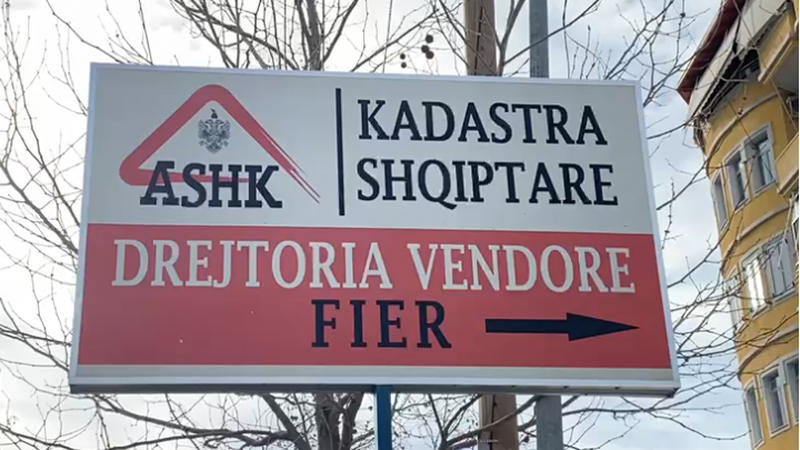 ASHK
KADASTRA
SHQIPTARE
DREJTORIA VENDORE
FIER